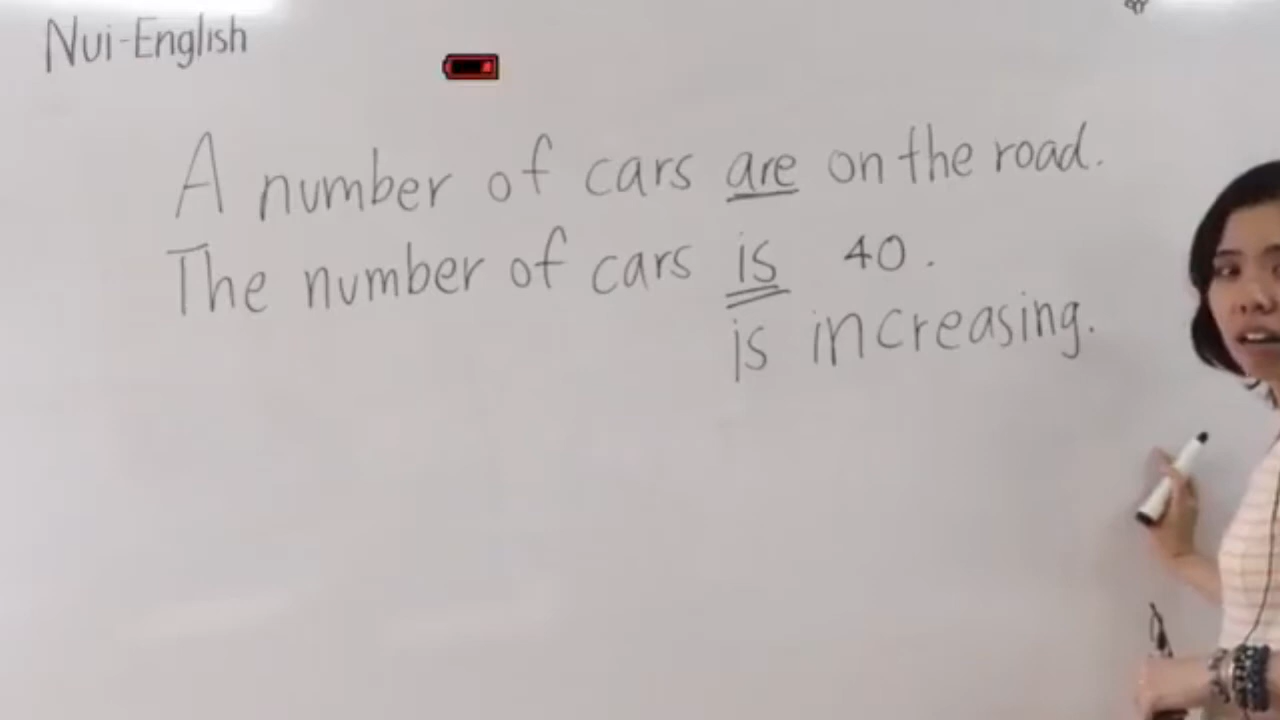 Nui-English
A number of cars are on the road.
The number of cars is 40.
is increasing.